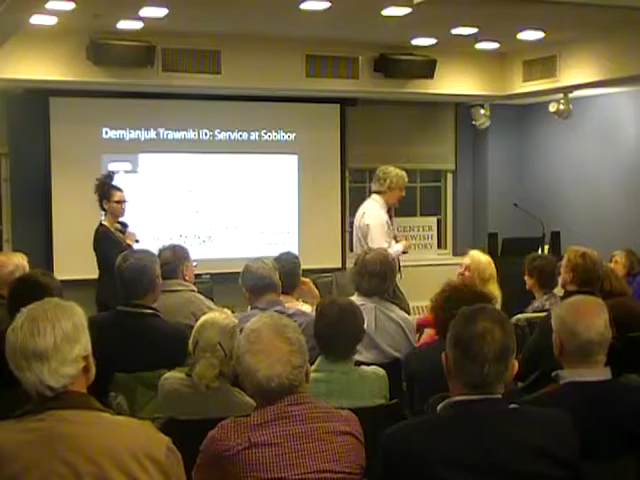 Demjanjuk Trawniki ID: Service at Sobibor
CENTER
JEWISH
HISTORY